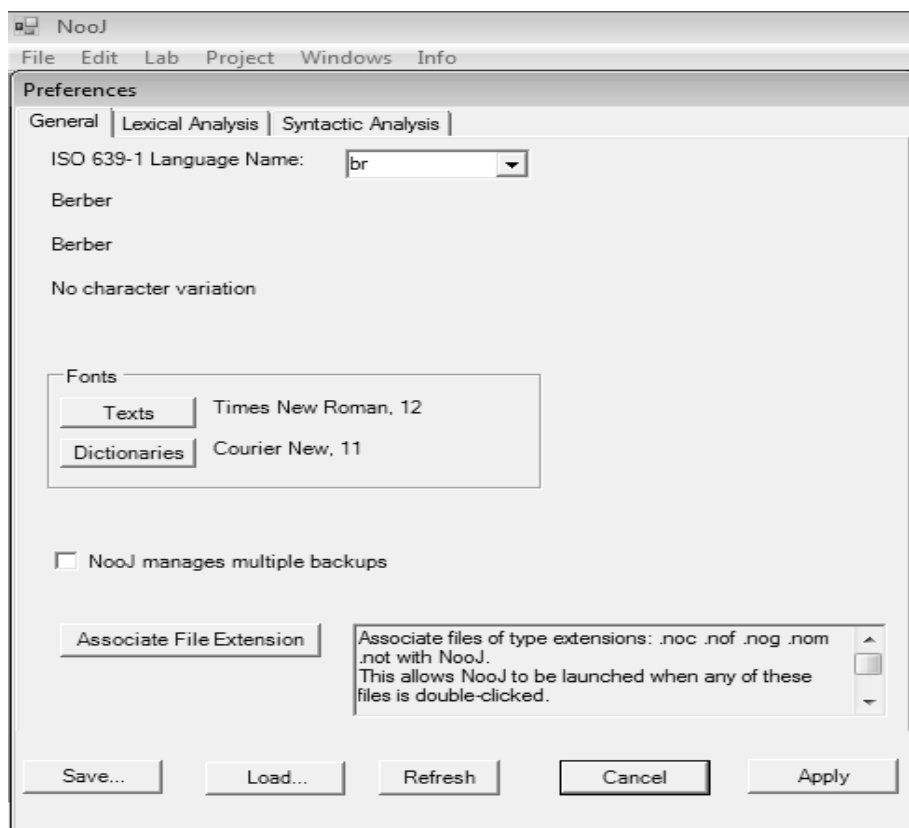 NooJ
File Edit Lab Project Windows Info
Preferences
General Lexical Analysis Syntactic Analysis
ISO 639-1 Language Name: br
Berber
Berber
No character variation
Fonts
Texts Times New Roman, 12
Dictionaries Courier New, 11
NooJ manages multiple backups
Associate File Extension
Associate files of type extensions: .noc .nof .nog .nom
.not with NooJ.
This allows NooJ to be launched when any of these
files is double-clicked.
Save... Load... Refresh Cancel Apply